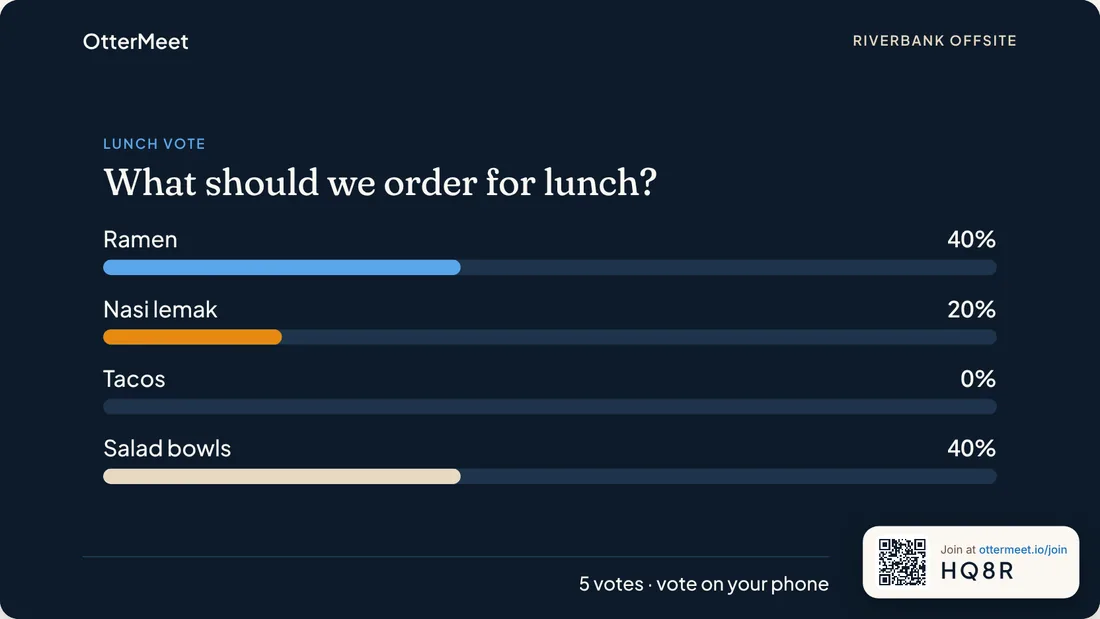 OtterMeet
RIVERBANK OFFSITE
LUNCH VOTE
What should we order for lunch?
Ramen 40%
Nasi lemak 20%
Tacos 0%
Salad bowls 40%
5 votes · vote on your phone
Join at ottermeet.io/join
HQ8R